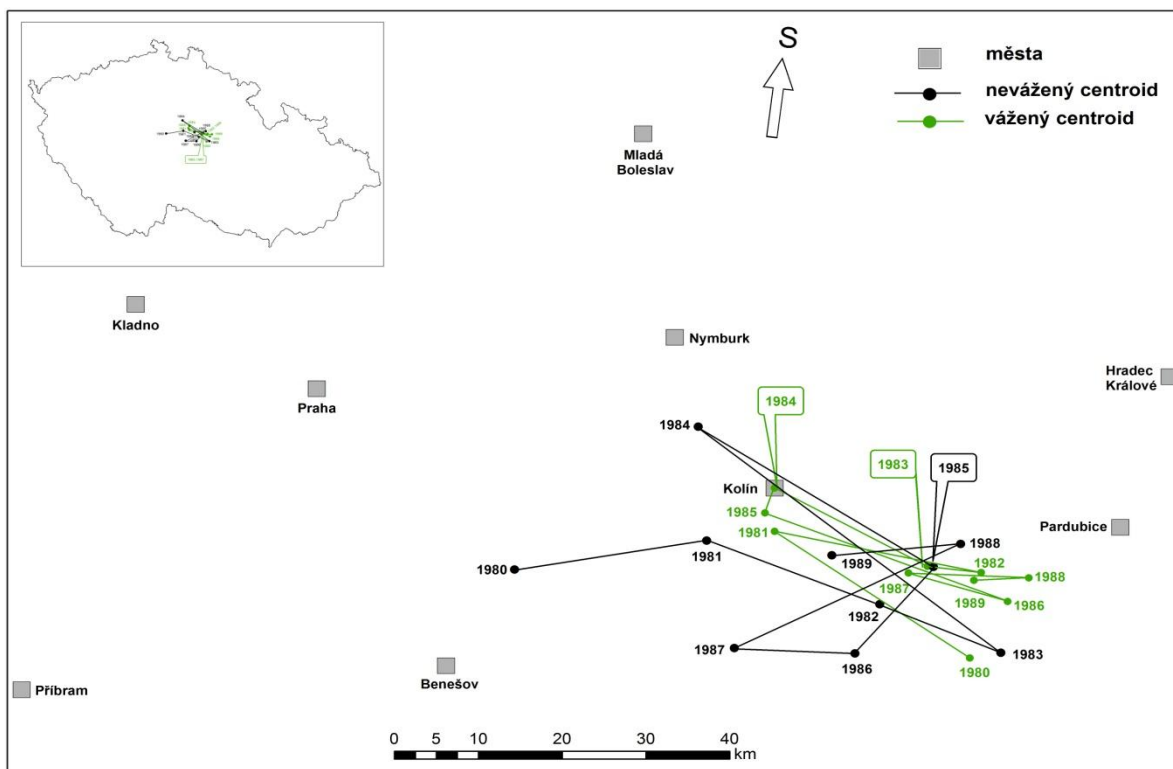 S
města
nevážený centroid
vážený centroid
Mladá
Boleslav
Kladno
Nymburk
Praha
Hradec
Králové
1984
1984
1983
1985
Kolín
1985
1981
Pardubice
1980
1981
1989
1988
1982
1987
1988
1989
1986
1982
1987
1986
1983
1980
Příbram
Benešov
0 5 10 20 30 40
km